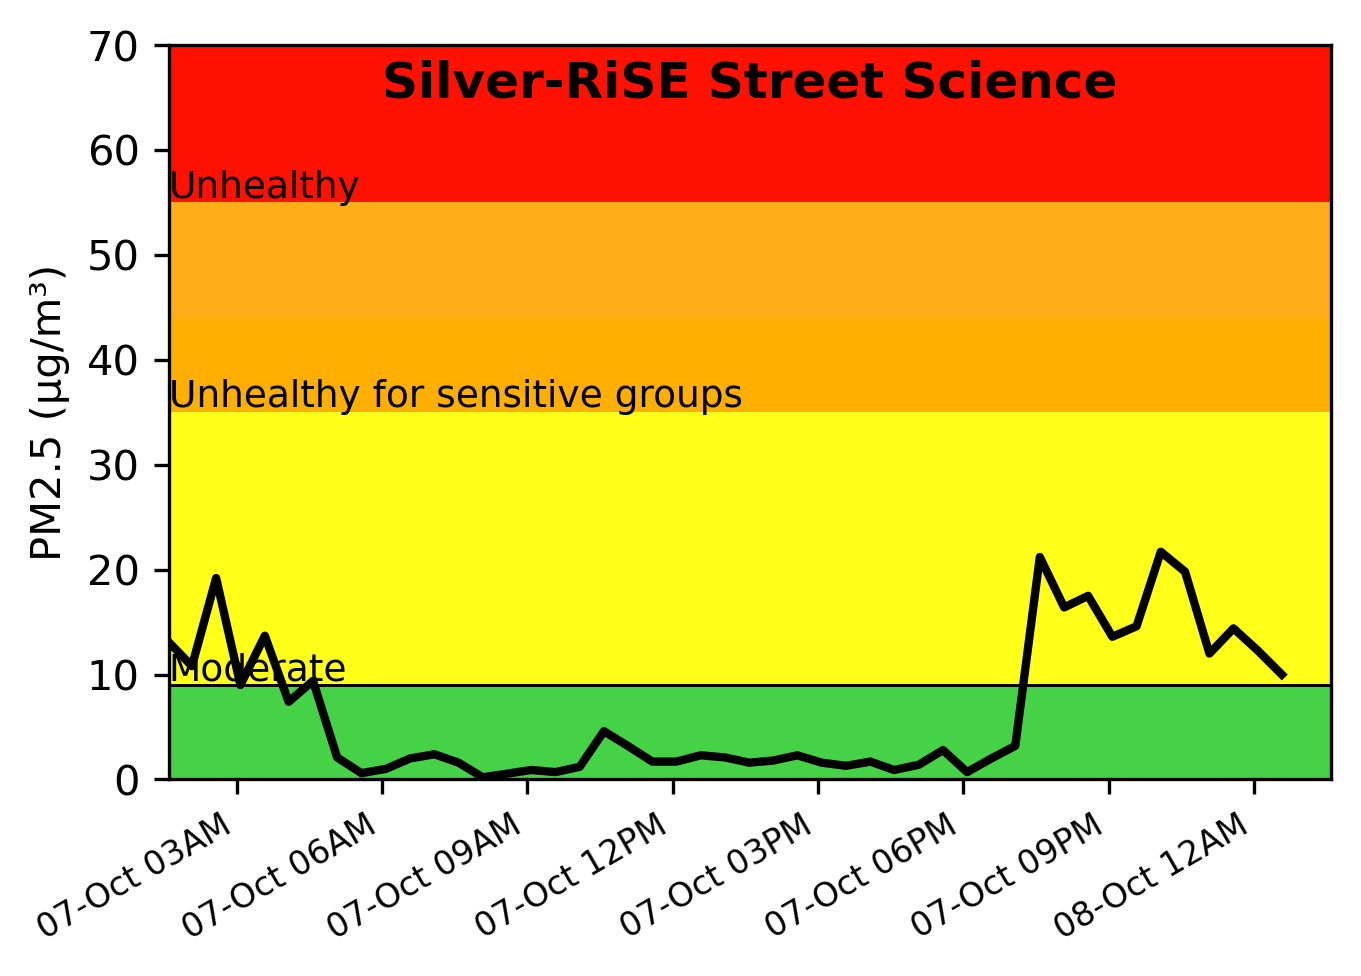 Silver-RiSE Street Science
PM2.5 (µg/m³)
70
60
50
40
30
20
10
0
Unhealthy
Unhealthy for sensitive groups
Moderate
07-Oct 03AM
07-Oct 06AM
07-Oct 09AM
07-Oct 12PM
07-Oct 03PM
07-Oct 06PM
07-Oct 09PM
08-Oct 12AM